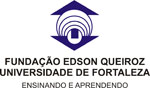 FUNDAÇÃO EDSON QUEIROZ
UNIVERSIDADE DE FORTALEZA
ENSINANDO E APRENDENDO